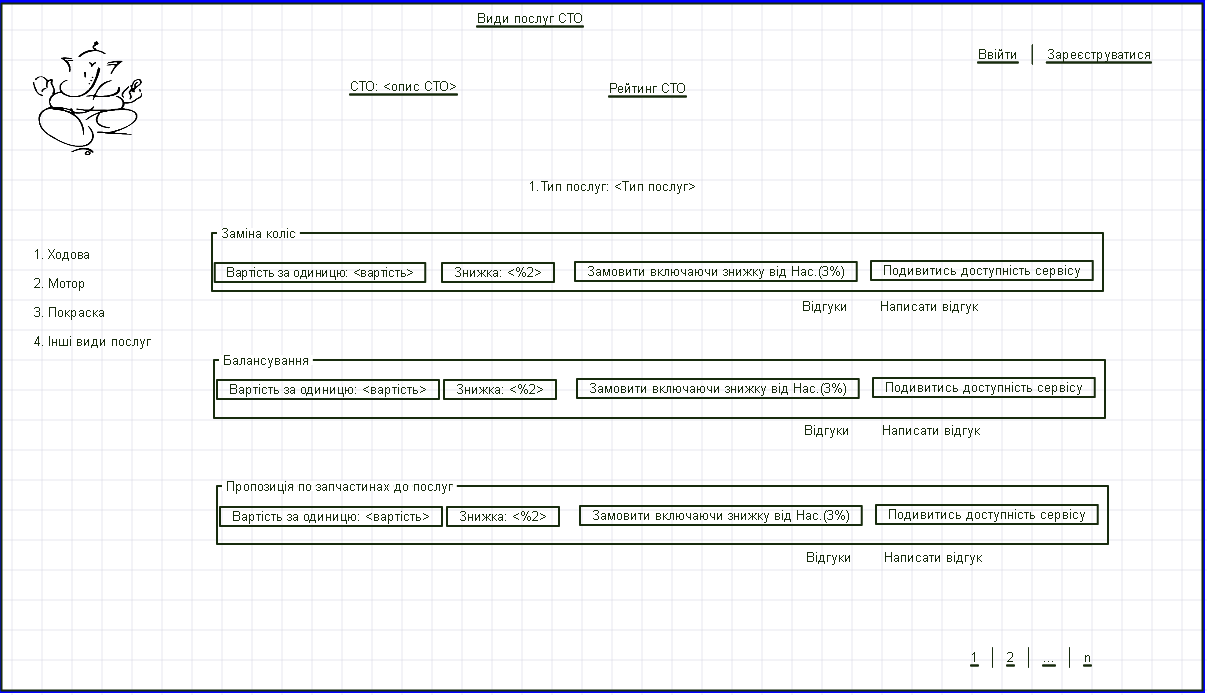 Види послуг СТО
Ввійти | Зареєструватися
СТО: <опис СТО>
Рейтинг СТО
1.Тип послуг: <Тип послуг>
1. Ходова
2. Мотор
3. Покраска
4. Інші види послуг
Заміна коліс
Вартість за одиницю: <вартість> Знижка: <%2> Замовити включаючи знижку від Нас.(3%) Подивитись доступність сервісу
Відгуки Написати відгук
Балансування
Вартість за одиницю: <вартість> Знижка: <%2> Замовити включаючи знижку від Нас.(3%) Подивитись доступність сервісу
Відгуки Написати відгук
Пропозиція по запчастинах до послуг
Вартість за одиницю: <вартість> Знижка: <%2> Замовити включаючи знижку від Нас.(3%) Подивитись доступність сервісу
Відгуки Написати відгук
1 | 2 | ... | n